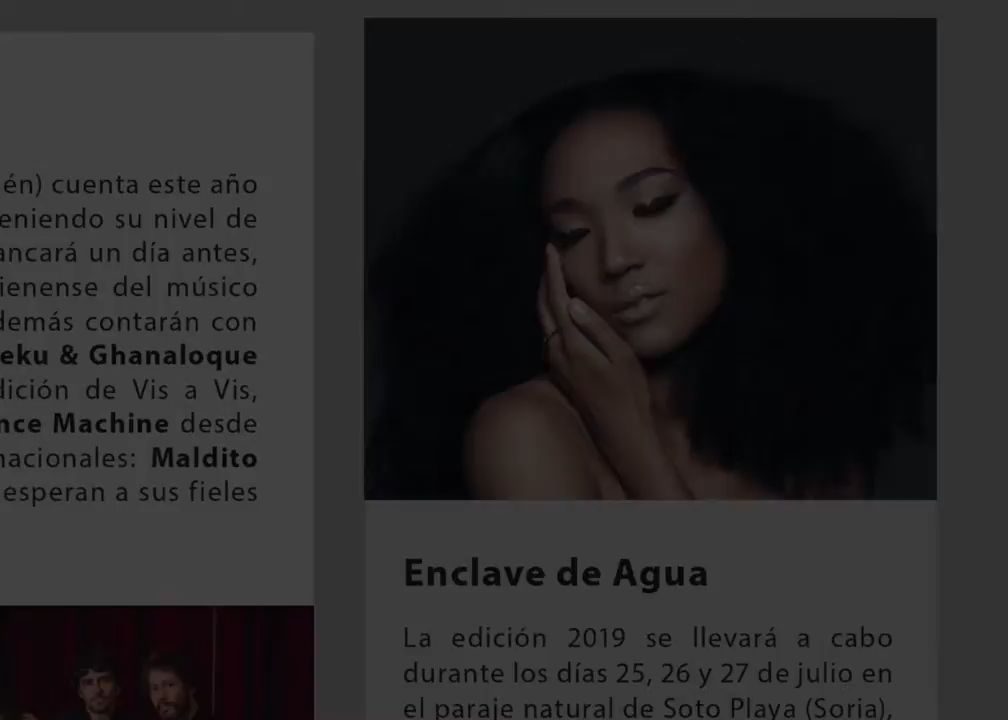 én) cuenta este año
eniendo su nivel de
ancará un día antes,
ienense del músico
demás contarán con
eku & Ghanaloque
dición de Vis a Vis,
nce Machine desde
nacionales: Maldito
esperan a sus fieles
Enclave de Agua
La edición 2019 se llevará a cabo
durante los días 25, 26 y 27 de julio en
el paraje natural de Soto Playa (Soria),